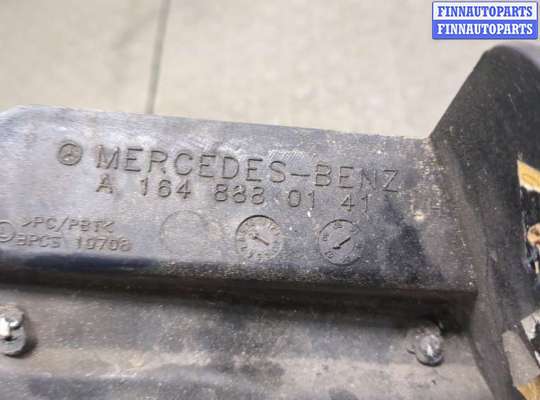 FINNAUTOPARTS
FINNAUTOPARTS
MERCEDES-BENZ
A 164 888 01 41
>PC/PBT<
BPCS 10708